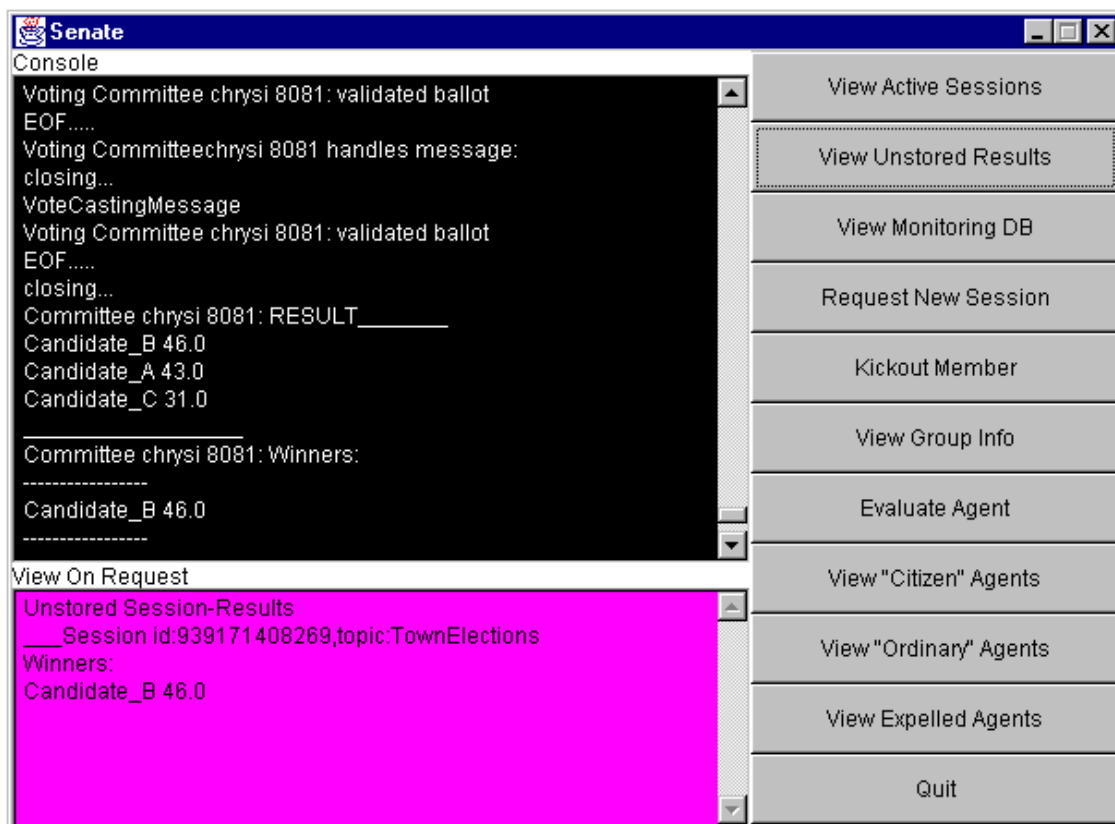 Senate
Console
Voting Committee chrysi 8081: validated ballot
EOF.....
Voting Committeechrysi 8081 handles message:
closing...
VoteCastingMessage
Voting Committee chrysi 8081: validated ballot
EOF.....
closing...
Committee chrysi 8081: RESULT_______
Candidate_B 46.0
Candidate_A 43.0
Candidate_C 31.0
_________________
Committee chrysi 8081: Winners:
-----------------
Candidate_B 46.0
-----------------
View On Request
Unstored Session-Results
___Session id:939171408269,topic:TownElections
Winners:
Candidate_B 46.0
View Active Sessions
View Unstored Results
View Monitoring DB
Request New Session
Kickout Member
View Group Info
Evaluate Agent
View "Citizen" Agents
View "Ordinary" Agents
View Expelled Agents
Quit